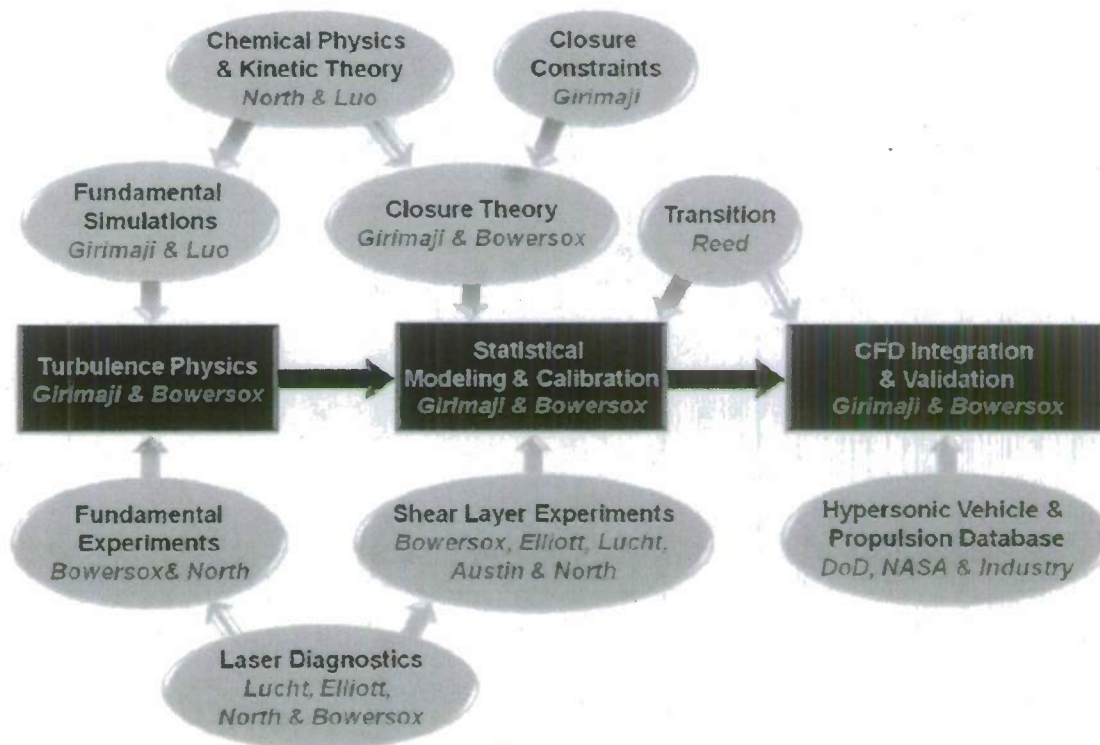 Chemical Physics
& Kinetic Theory
North & Luo
Closure
Constraints
Girimaji
Fundamental
Simulations
Girimaji & Luo
Closure Theory
Girimaji & Bowersox
Transition
Reed
Turbulence Physics
Girimaji & Bowersox
Statistical
Modeling & Calibration
Girimaji & Bowersox
CFD Integration
& Validation
Girimaji & Bowersox
Fundamental
Experiments
Bowersox& North
Shear Layer Experiments
Bowersox, Elliott, Lucht,
Austin & North
Hypersonic Vehicle &
Propulsion Database
DoD, NASA & Industry
Laser Diagnostics
Lucht, Elliott,
North & Bowersox